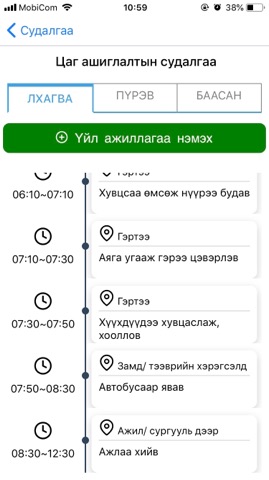 MobiCom 10:59 38%
Судалгаа
Цаг ашиглалтын судалгаа
ЛХАГВА ПҮРЭВ БААСАН
Үйл ажиллагаа нэмэх
Гэртээ
06:10~07:10 Хувцсаа өмсөж нүүрээ будав
Гэртээ
07:10~07:30 Аяга угааж гэрээ цэвэрлэв
Гэртээ
07:30~07:50 Хүүхдүүдээ хувцаслаж,
хооллов
Замд/ тээврийн хэрэгсэлд
07:50~08:30 Автобусаар явав
Ажил/ сургууль дээр
08:30~12:30 Ажлаа хийв